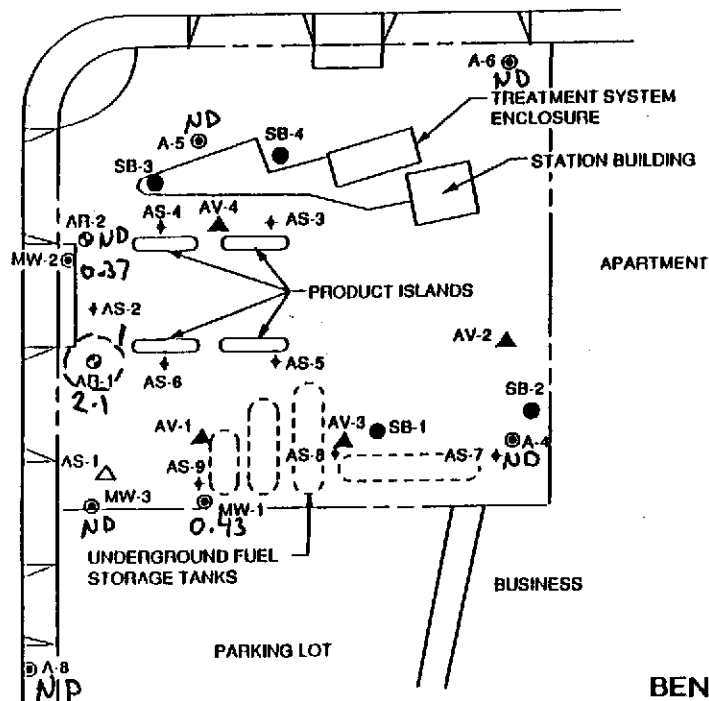 A-6
ND
TREATMENT SYSTEM
ENCLOSURE
STATION BUILDING
ND
A-5
SB-4
SB-3
AS-4
AV-4
AS-3
AR-2
ND
MW-2
0.37
APARTMENT
PRODUCT ISLANDS
AS-2
1
AR-1
2.1
AS-6
AS-5
AV-2
SB-2
AV-1
AV-3
SB-1
A-4
ND
AS-1
AS-9
AS-8
AS-7
MW-3
ND
MW-1
0.43
UNDERGROUND FUEL
STORAGE TANKS
BUSINESS
PARKING LOT
A-8
NP
BEN